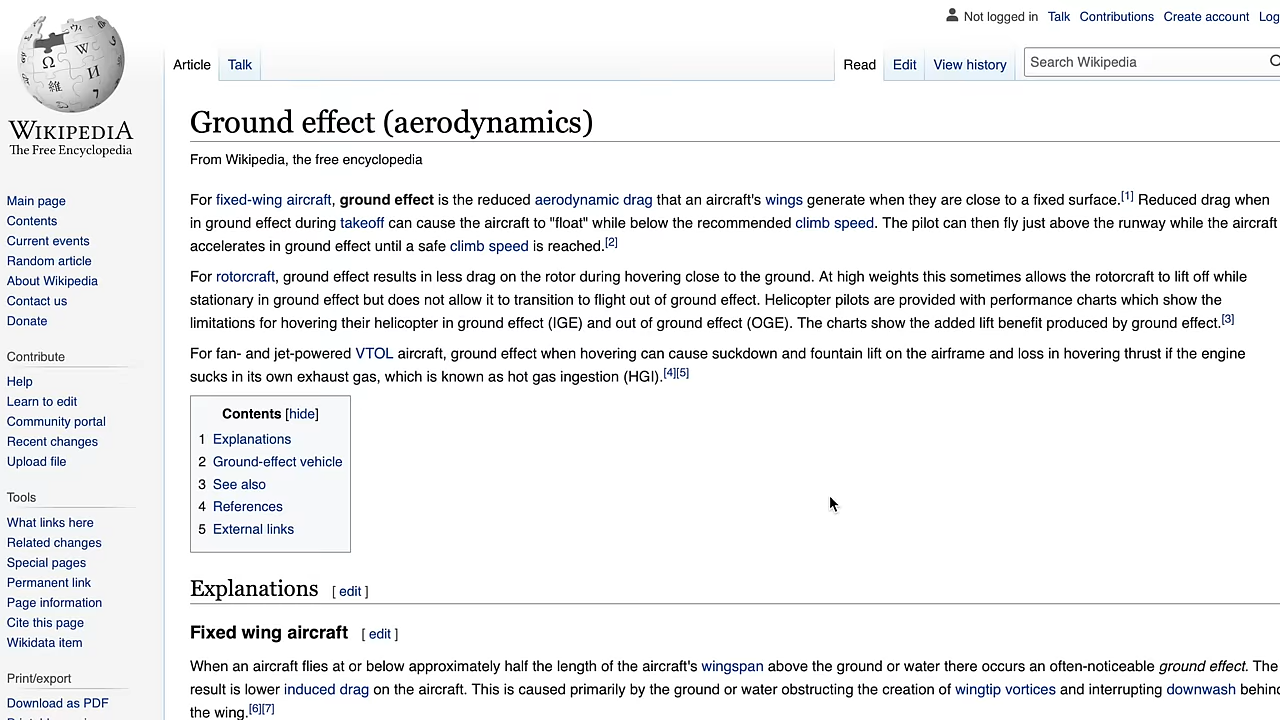 Not logged in Talk Contributions Create account Log
Article Talk Read Edit View history Search Wikipedia
WIKIPEDIA
The Free Encyclopedia
Main page
Contents
Current events
Random article
About Wikipedia
Contact us
Donate
Contribute
Help
Learn to edit
Community portal
Recent changes
Upload file
Tools
What links here
Related changes
Special pages
Permanent link
Page information
Cite this page
Wikidata item
Print/export
Download as PDF
Ground effect (aerodynamics)
From Wikipedia, the free encyclopedia
For fixed-wing aircraft, ground effect is the reduced aerodynamic drag that an aircraft's wings generate when they are close to a fixed surface.[1] Reduced drag when
in ground effect during takeoff can cause the aircraft to "float" while below the recommended climb speed. The pilot can then fly just above the runway while the aircraft
accelerates in ground effect until a safe climb speed is reached.[2]
For rotorcraft, ground effect results in less drag on the rotor during hovering close to the ground. At high weights this sometimes allows the rotorcraft to lift off while
stationary in ground effect but does not allow it to transition to flight out of ground effect. Helicopter pilots are provided with performance charts which show the
limitations for hovering their helicopter in ground effect (IGE) and out of ground effect (OGE). The charts show the added lift benefit produced by ground effect.[3]
For fan- and jet-powered VTOL aircraft, ground effect when hovering can cause suckdown and fountain lift on the airframe and loss in hovering thrust if the engine
sucks in its own exhaust gas, which is known as hot gas ingestion (HGI).[4][5]
Contents [hide]
1 Explanations
2 Ground-effect vehicle
3 See also
4 References
5 External links
Explanations [ edit ]
Fixed wing aircraft [ edit ]
When an aircraft flies at or below approximately half the length of the aircraft's wingspan above the ground or water there occurs an often-noticeable ground effect. The
result is lower induced drag on the aircraft. This is caused primarily by the ground or water obstructing the creation of wingtip vortices and interrupting downwash behind
the wing.[6][7]